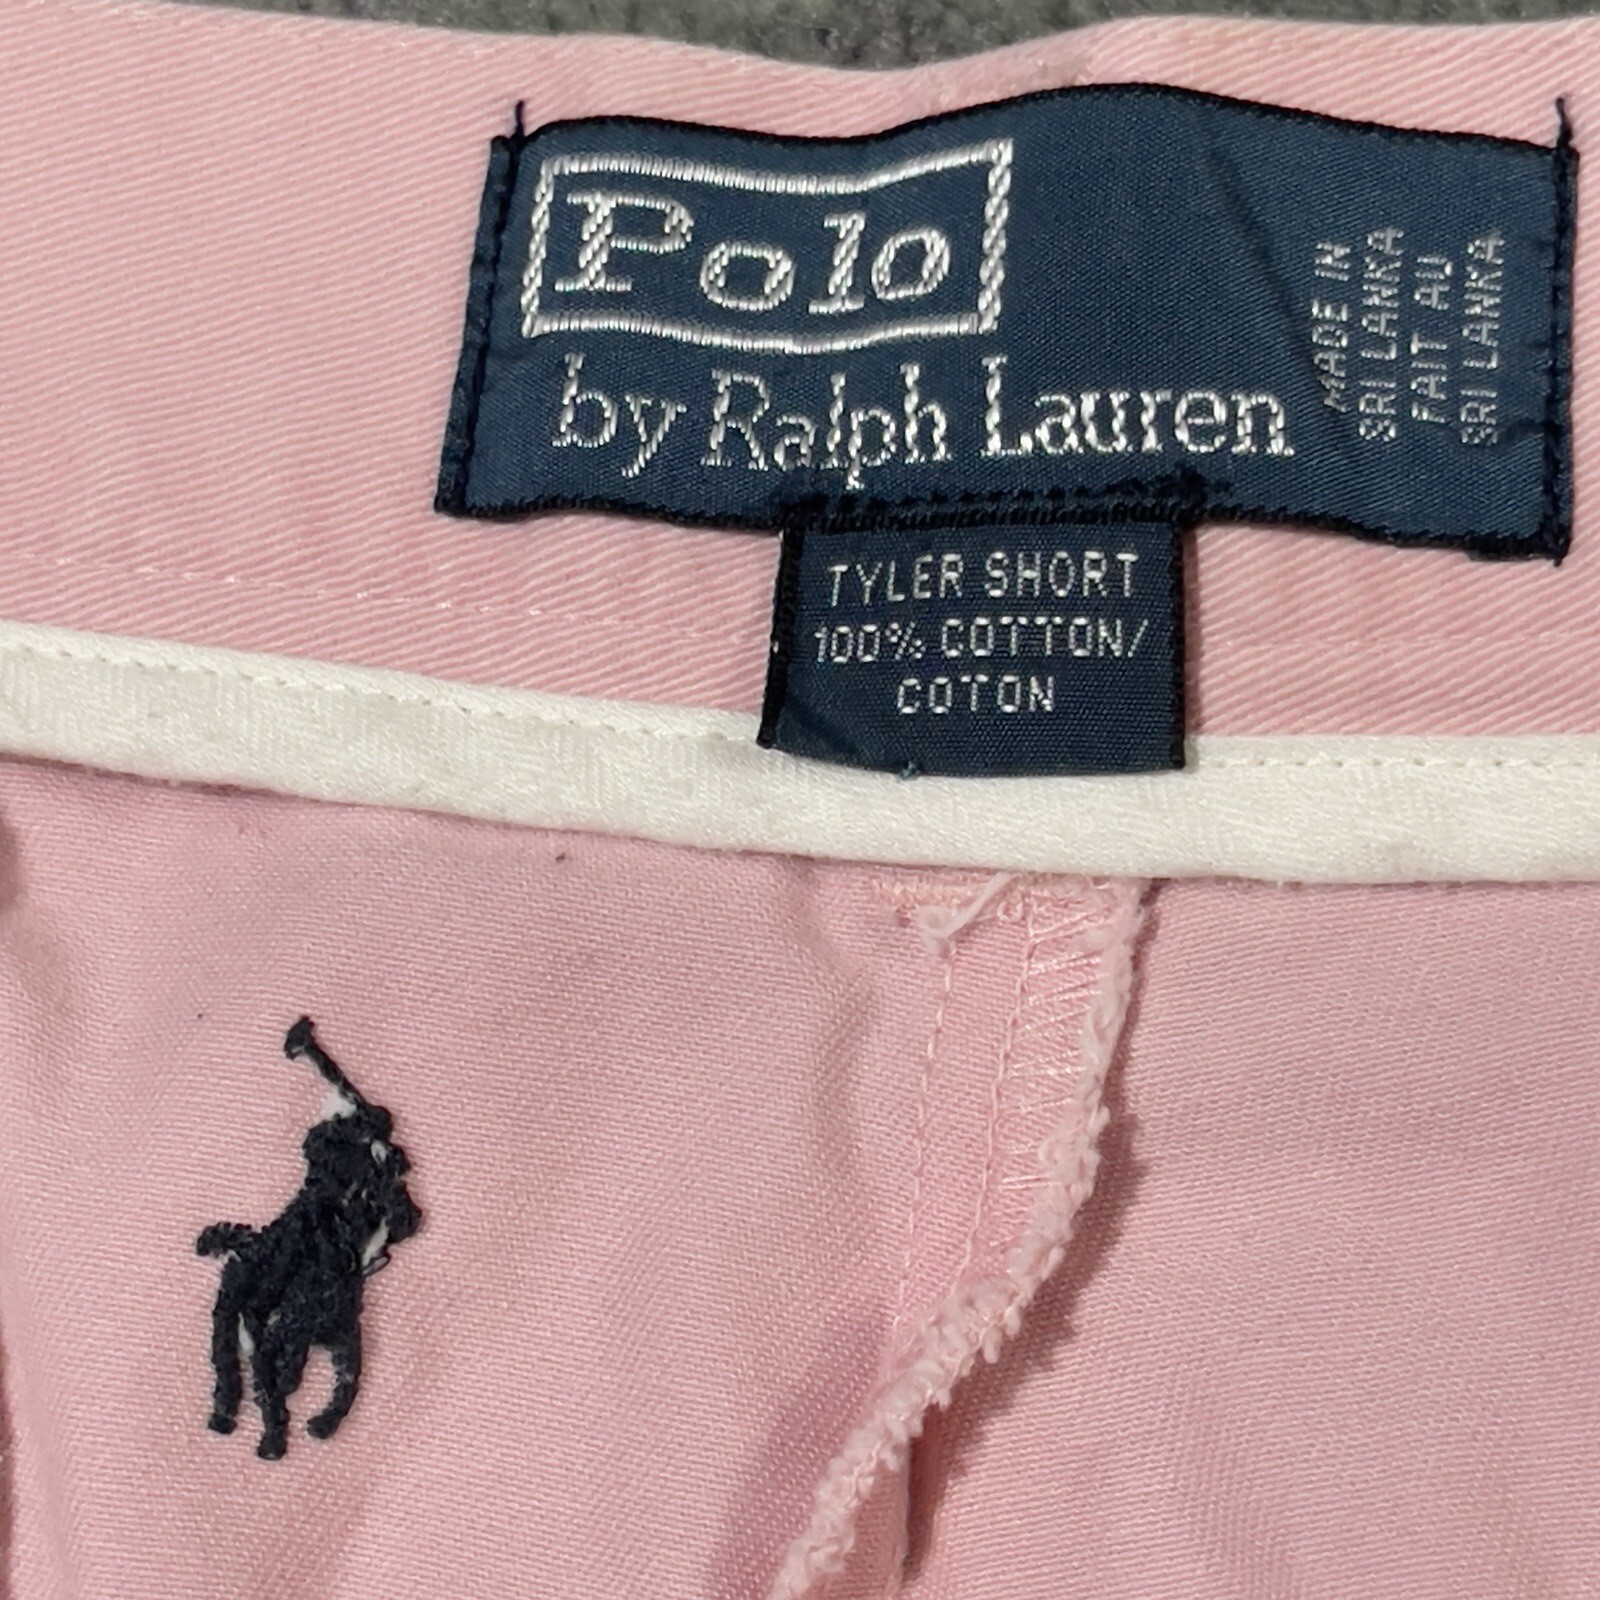 Polo
by Ralph Lauren
MADE IN
SRI LANKA
FAIT AU
SRI LANKA
TYLER SHORT
100% COTTON/
COTON